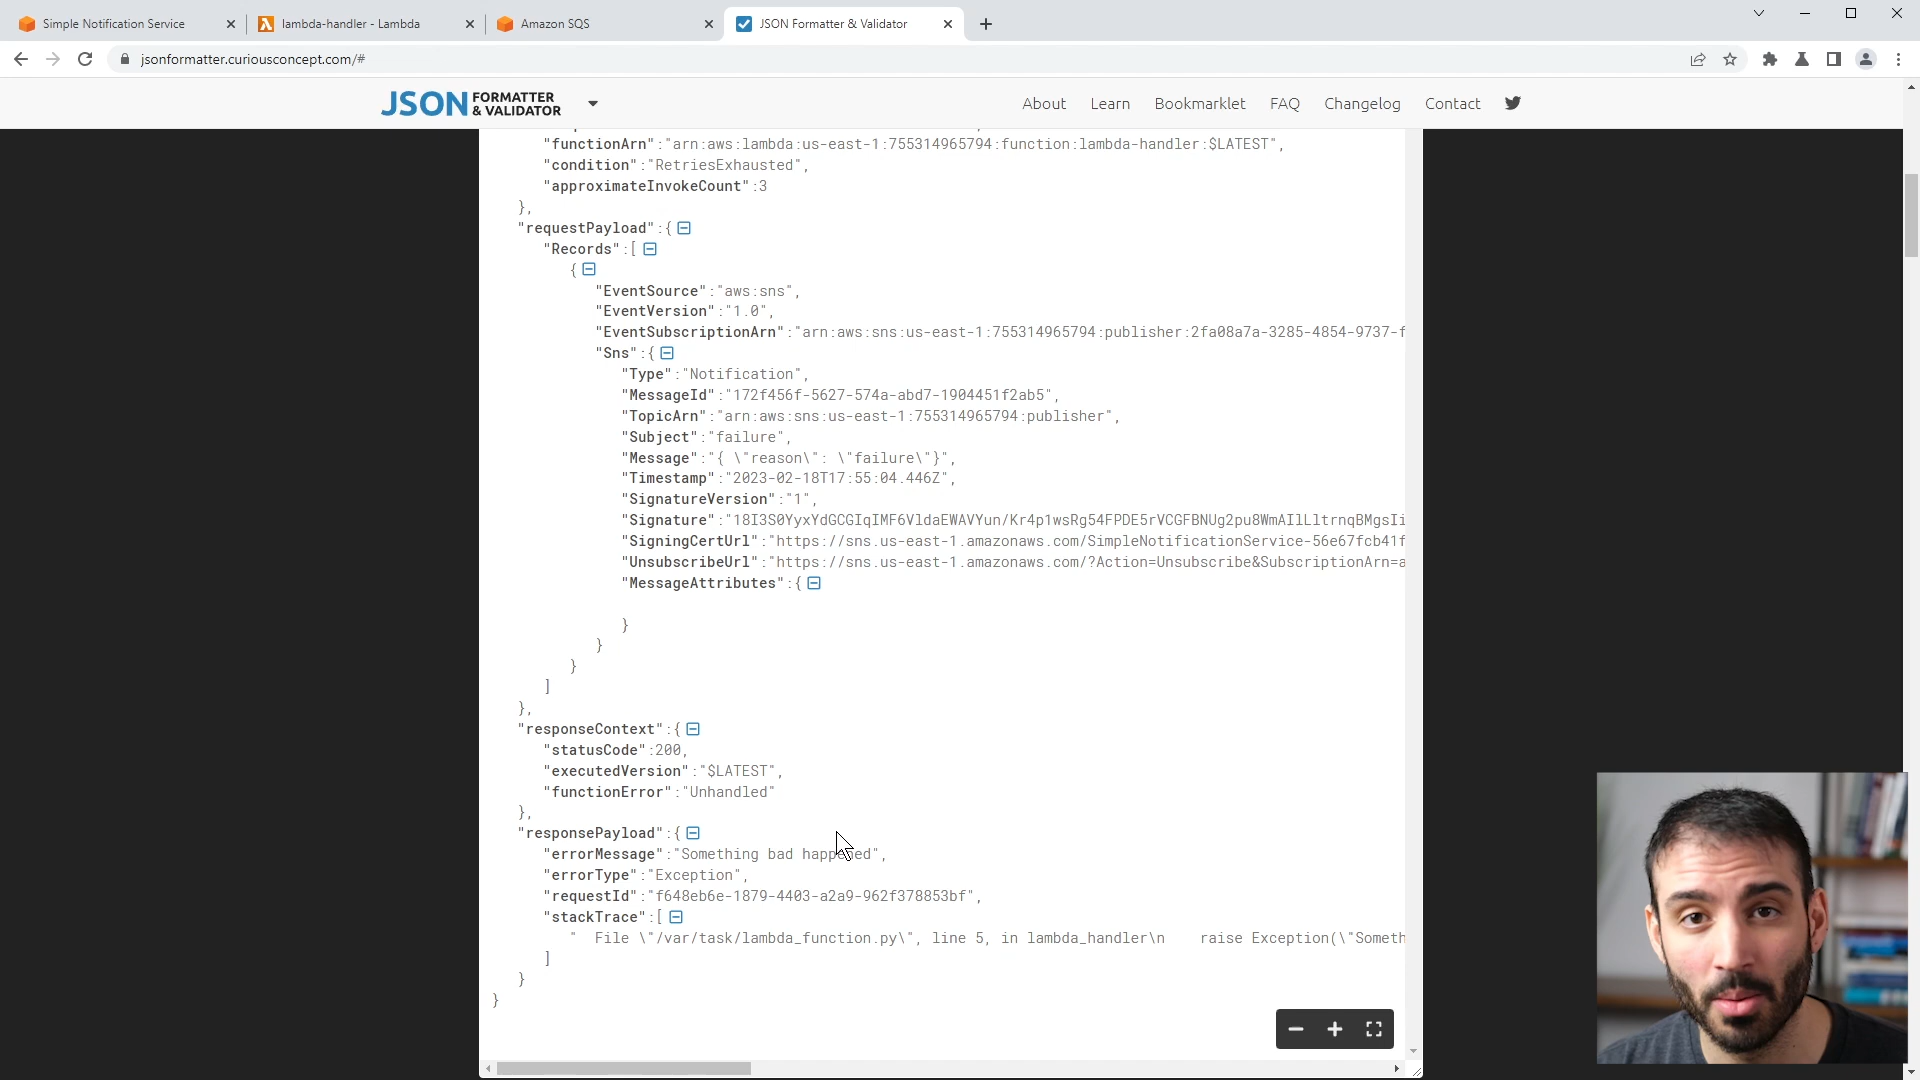 Simple Notification Service
lambda-handler - Lambda
Amazon SQS
JSON Formatter & Validator
jsonformatter.curiousconcept.com/#
JSON FORMATTER & VALIDATOR
About
Learn
Bookmarklet
FAQ
Changelog
Contact
"functionArn":"arn:aws:lambda:us-east-1:755314965794:function:lambda-handler:$LATEST",
"condition":"RetriesExhausted",
"approximateInvokeCount":3
},
"requestPayload":{
"Records":[
{
"EventSource":"aws:sns",
"EventVersion":"1.0",
"EventSubscriptionArn":"arn:aws:sns:us-east-1:755314965794:publisher:2fa08a7a-3285-4854-9737-f
"Sns":{
"Type":"Notification",
"MessageId":"172f456f-5627-574a-abd7-1904451f2ab5",
"TopicArn":"arn:aws:sns:us-east-1:755314965794:publisher",
"Subject":"failure",
"Message":"{ \"reason\": \"failure\"}",
"Timestamp":"2023-02-18T17:55:04.446Z",
"SignatureVersion":"1",
"Signature":"18I3S0YyxYdGCGIqIMF6VldaEWAVYun/Kr4p1wsRg54FPDE5rVCGFBNUg2pu8WmAIlLltrnqBMgsIi
"SigningCertUrl":"https://sns.us-east-1.amazonaws.com/SimpleNotificationService-56e67fcb41f
"UnsubscribeUrl":"https://sns.us-east-1.amazonaws.com/?Action=Unsubscribe&SubscriptionArn=a
"MessageAttributes":{
}
}
}
]
},
"responseContext":{
"statusCode":200,
"executedVersion":"$LATEST",
"functionError":"Unhandled"
},
"responsePayload":{
"errorMessage":"Something bad happened",
"errorType":"Exception",
"requestId":"f648eb6e-1879-4403-a2a9-962f378853bf",
"stackTrace":[
" File \"/var/task/lambda_function.py\", line 5, in lambda_handler\n raise Exception(\"Someth
]
}
}